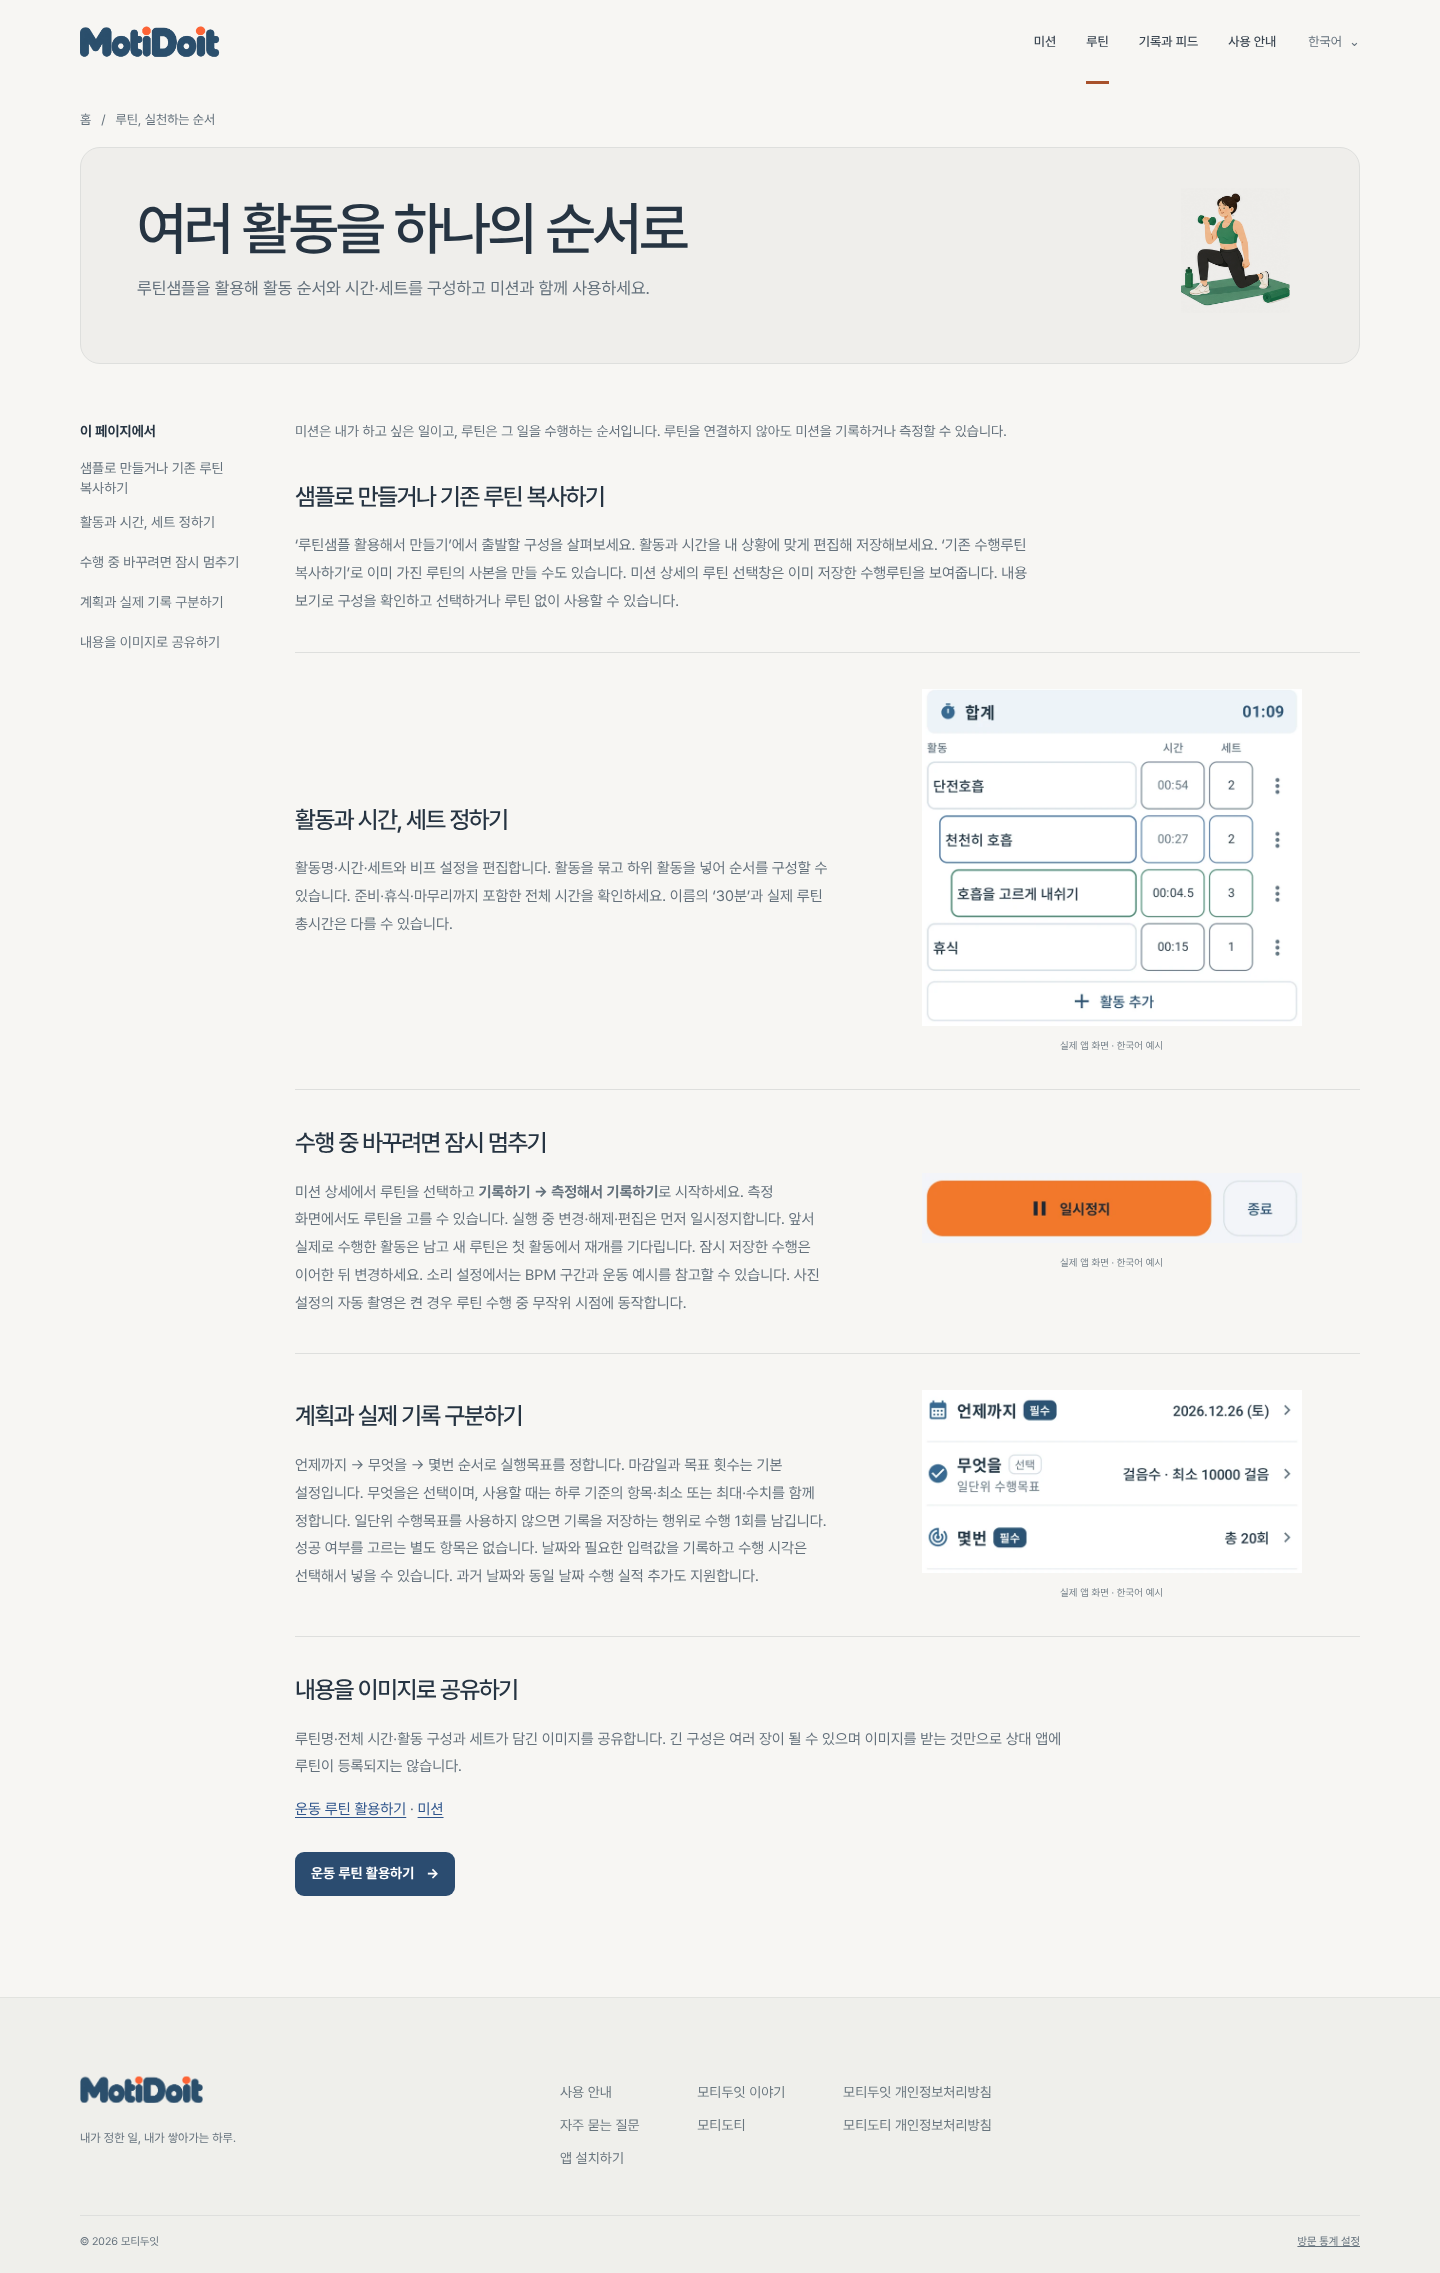 MotiDoit
미션
루틴
기록과 피드
사용 안내
한국어
홈 / 루틴, 실천하는 순서
여러 활동을 하나의 순서로
루틴샘플을 활용해 활동 순서와 시간·세트를 구성하고 미션과 함께 사용하세요.
이 페이지에서
샘플로 만들거나 기존 루틴
복사하기
활동과 시간, 세트 정하기
수행 중 바꾸려면 잠시 멈추기
계획과 실제 기록 구분하기
내용을 이미지로 공유하기
미션은 내가 하고 싶은 일이고, 루틴은 그 일을 수행하는 순서입니다. 루틴을 연결하지 않아도 미션을 기록하거나 측정할 수 있습니다.
샘플로 만들거나 기존 루틴 복사하기
‘루틴샘플 활용해서 만들기’에서 출발할 구성을 살펴보세요. 활동과 시간을 내 상황에 맞게 편집해 저장해보세요. ‘기존 수행루틴
복사하기’로 이미 가진 루틴의 사본을 만들 수도 있습니다. 미션 상세의 루틴 선택창은 이미 저장한 수행루틴을 보여줍니다. 내용
보기로 구성을 확인하고 선택하거나 루틴 없이 사용할 수 있습니다.
활동과 시간, 세트 정하기
활동명·시간·세트와 비프 설정을 편집합니다. 활동을 묶고 하위 활동을 넣어 순서를 구성할 수
있습니다. 준비·휴식·마무리까지 포함한 전체 시간을 확인하세요. 이름의 ‘30분’과 실제 루틴
총시간은 다를 수 있습니다.
합계 01:09
활동 시간 세트
단전호흡 00:54 2
천천히 호흡 00:27 2
호흡을 고르게 내쉬기 00:04.5 3
휴식 00:15 1
+ 활동 추가
실제 앱 화면 · 한국어 예시
수행 중 바꾸려면 잠시 멈추기
미션 상세에서 루틴을 선택하고 기록하기 → 측정해서 기록하기로 시작하세요. 측정
화면에서도 루틴을 고를 수 있습니다. 실행 중 변경·해제·편집은 먼저 일시정지합니다. 앞서
실제로 수행한 활동은 남고 새 루틴은 첫 활동에서 재개를 기다립니다. 잠시 저장한 수행은
이어한 뒤 변경하세요. 소리 설정에서는 BPM 구간과 운동 예시를 참고할 수 있습니다. 사진
설정의 자동 촬영은 켠 경우 루틴 수행 중 무작위 시점에 동작합니다.
일시정지
종료
실제 앱 화면 · 한국어 예시
계획과 실제 기록 구분하기
언제까지 → 무엇을 → 몇번 순서로 실행목표를 정합니다. 마감일과 목표 횟수는 기본
설정입니다. 무엇을은 선택이며, 사용할 때는 하루 기준의 항목·최소 또는 최대·수치를 함께
정합니다. 일단위 수행목표를 사용하지 않으면 기록을 저장하는 행위로 수행 1회를 남깁니다.
성공 여부를 고르는 별도 항목은 없습니다. 날짜와 필요한 입력값을 기록하고 수행 시각은
선택해서 넣을 수 있습니다. 과거 날짜와 동일 날짜 수행 실적 추가도 지원합니다.
언제까지 필수 2026.12.26 (토)
무엇을 선택 걸음수 · 최소 10000 걸음
일단위 수행목표
몇번 필수 총 20회
실제 앱 화면 · 한국어 예시
내용을 이미지로 공유하기
루틴명·전체 시간·활동 구성과 세트가 담긴 이미지를 공유합니다. 긴 구성은 여러 장이 될 수 있으며 이미지를 받는 것만으로 상대 앱에
루틴이 등록되지는 않습니다.
운동 루틴 활용하기 · 미션
운동 루틴 활용하기 →
MotiDoit
내가 정한 일, 내가 쌓아가는 하루.
사용 안내
자주 묻는 질문
앱 설치하기
모티두잇 이야기
모티도티
모티두잇 개인정보처리방침
모티도티 개인정보처리방침
© 2026 모티두잇
방문 통계 설정